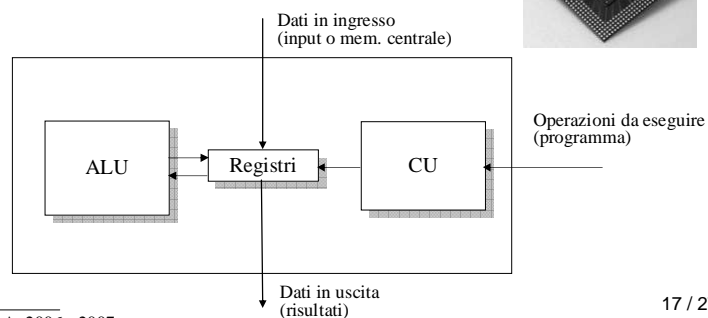 Dati in ingresso
(input o mem. centrale)
Operazioni da eseguire
(programma)
ALU
Registri
CU
Dati in uscita
(risultati)
17 / 2